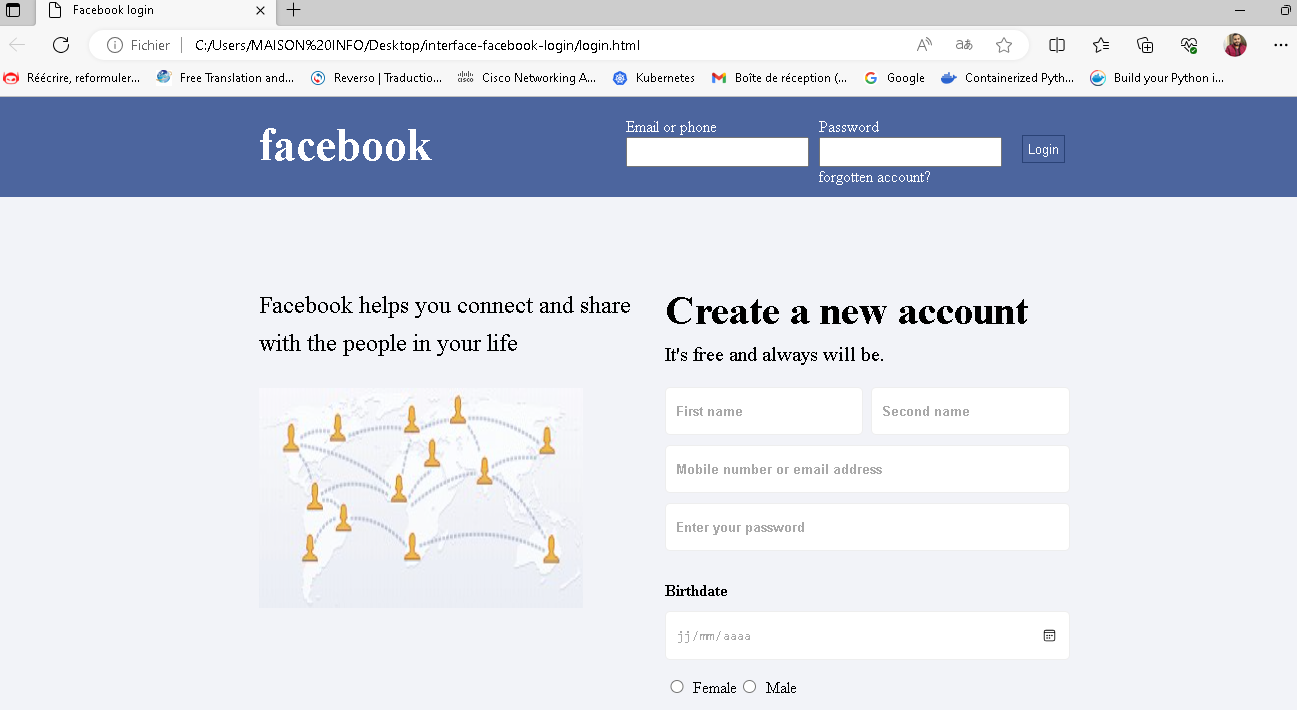 Facebook login
Fichier
C:/Users/MAISON%20INFO/Desktop/interface-facebook-login/login.html
Réécrire, reformuler...
Free Translation and...
Reverso | Traductio...
Cisco Networking A...
Kubernetes
Boîte de réception (...
Google
Containerized Pyth...
Build your Python i...
facebook
Email or phone
Password
Login
forgotten account?
Facebook helps you connect and share
with the people in your life
Create a new account
It's free and always will be.
First name
Second name
Mobile number or email address
Enter your password
Birthdate
jj/mm/aaaa
Female
Male